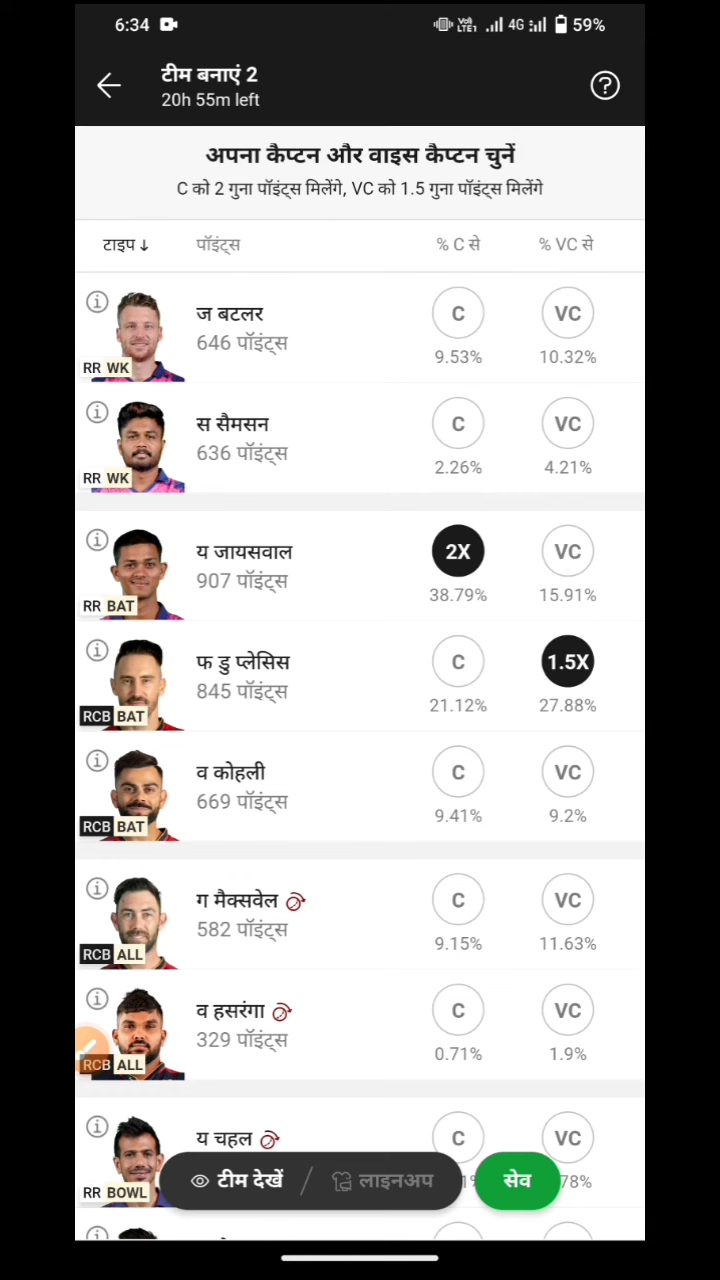 6:34 Vo) LTE1 4G 59%
टीम बनाएं 2
20h 55m left
अपना कैप्टन और वाइस कैप्टन चुनें
C को 2 गुना पॉइंट्स मिलेंगे, VC को 1.5 गुना पॉइंट्स मिलेंगे
टाइप↓ पॉइंट्स % C से % VC से
ज बटलर C VC
646 पॉइंट्स
RR WK 9.53% 10.32%
स सैमसन C VC
636 पॉइंट्स
RR WK 2.26% 4.21%
य जायसवाल 2X VC
907 पॉइंट्स
RR BAT 38.79% 15.91%
फ डु प्लेसिस C 1.5X
845 पॉइंट्स
RCB BAT 21.12% 27.88%
व कोहली C VC
669 पॉइंट्स
RCB BAT 9.41% 9.2%
ग मैक्सवेल C VC
582 पॉइंट्स
RCB ALL 9.15% 11.63%
व हसरंगा C VC
329 पॉइंट्स
RCB ALL 0.71% 1.9%
य चहल C VC
RR BOWL टीम देखें / लाइनअप सेव 78%